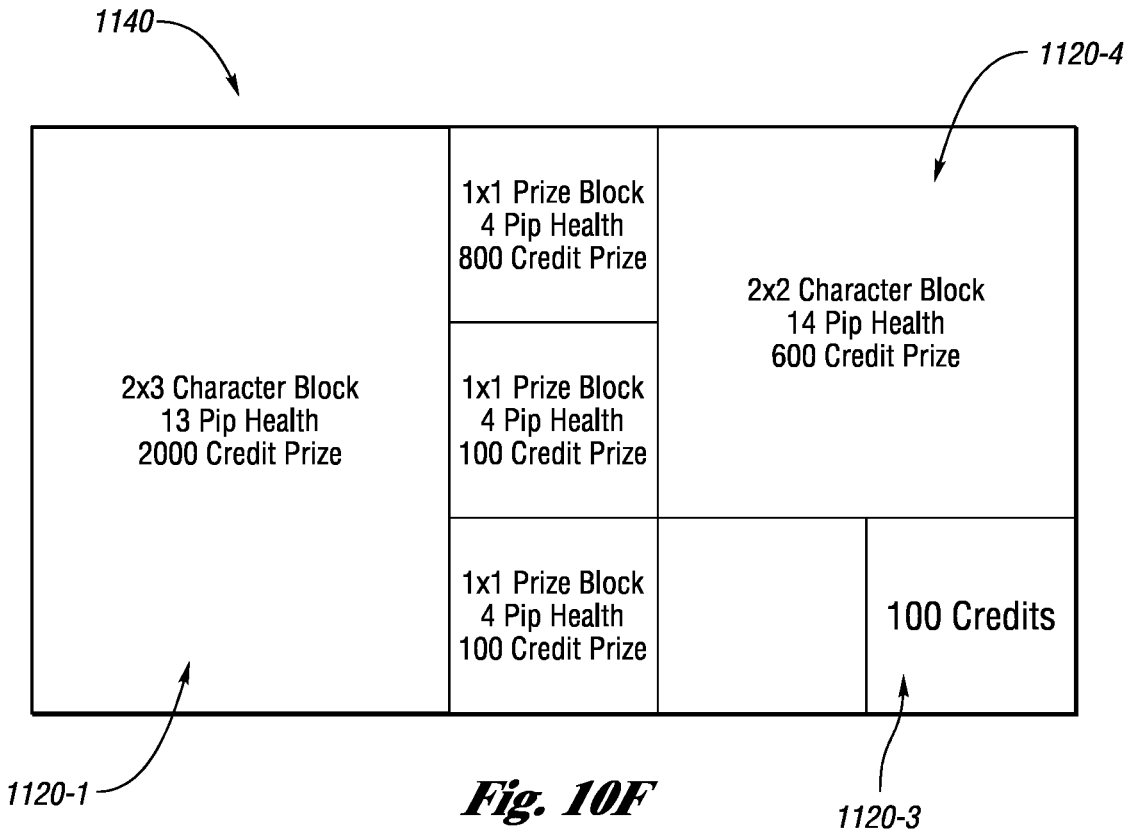 1140
1120-4
1x1 Prize Block
4 Pip Health
800 Credit Prize
2x2 Character Block
14 Pip Health
600 Credit Prize
2x3 Character Block
13 Pip Health
2000 Credit Prize
1x1 Prize Block
4 Pip Health
100 Credit Prize
1x1 Prize Block
4 Pip Health
100 Credit Prize
100 Credits
1120-1
Fig. 10F
1120-3